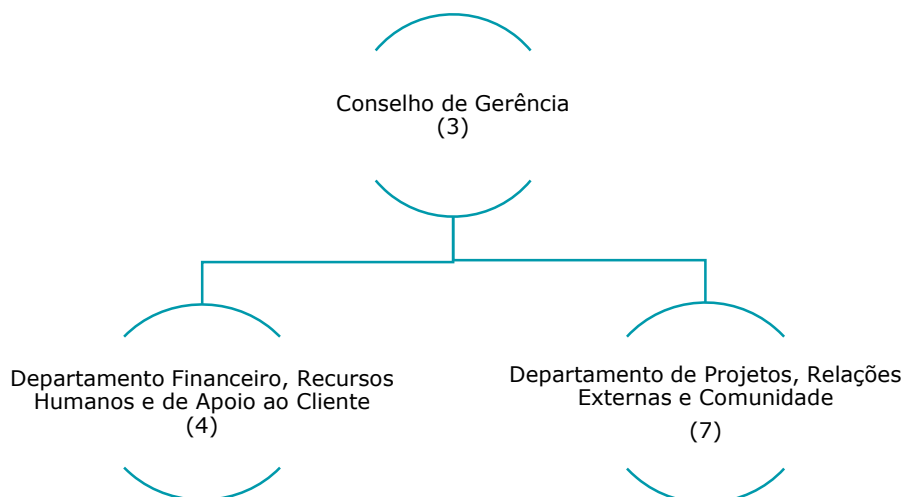 Conselho de Gerência
(3)
Departamento Financeiro, Recursos
Humanos e de Apoio ao Cliente
(4)
Departamento de Projetos, Relações
Externas e Comunidade
(7)